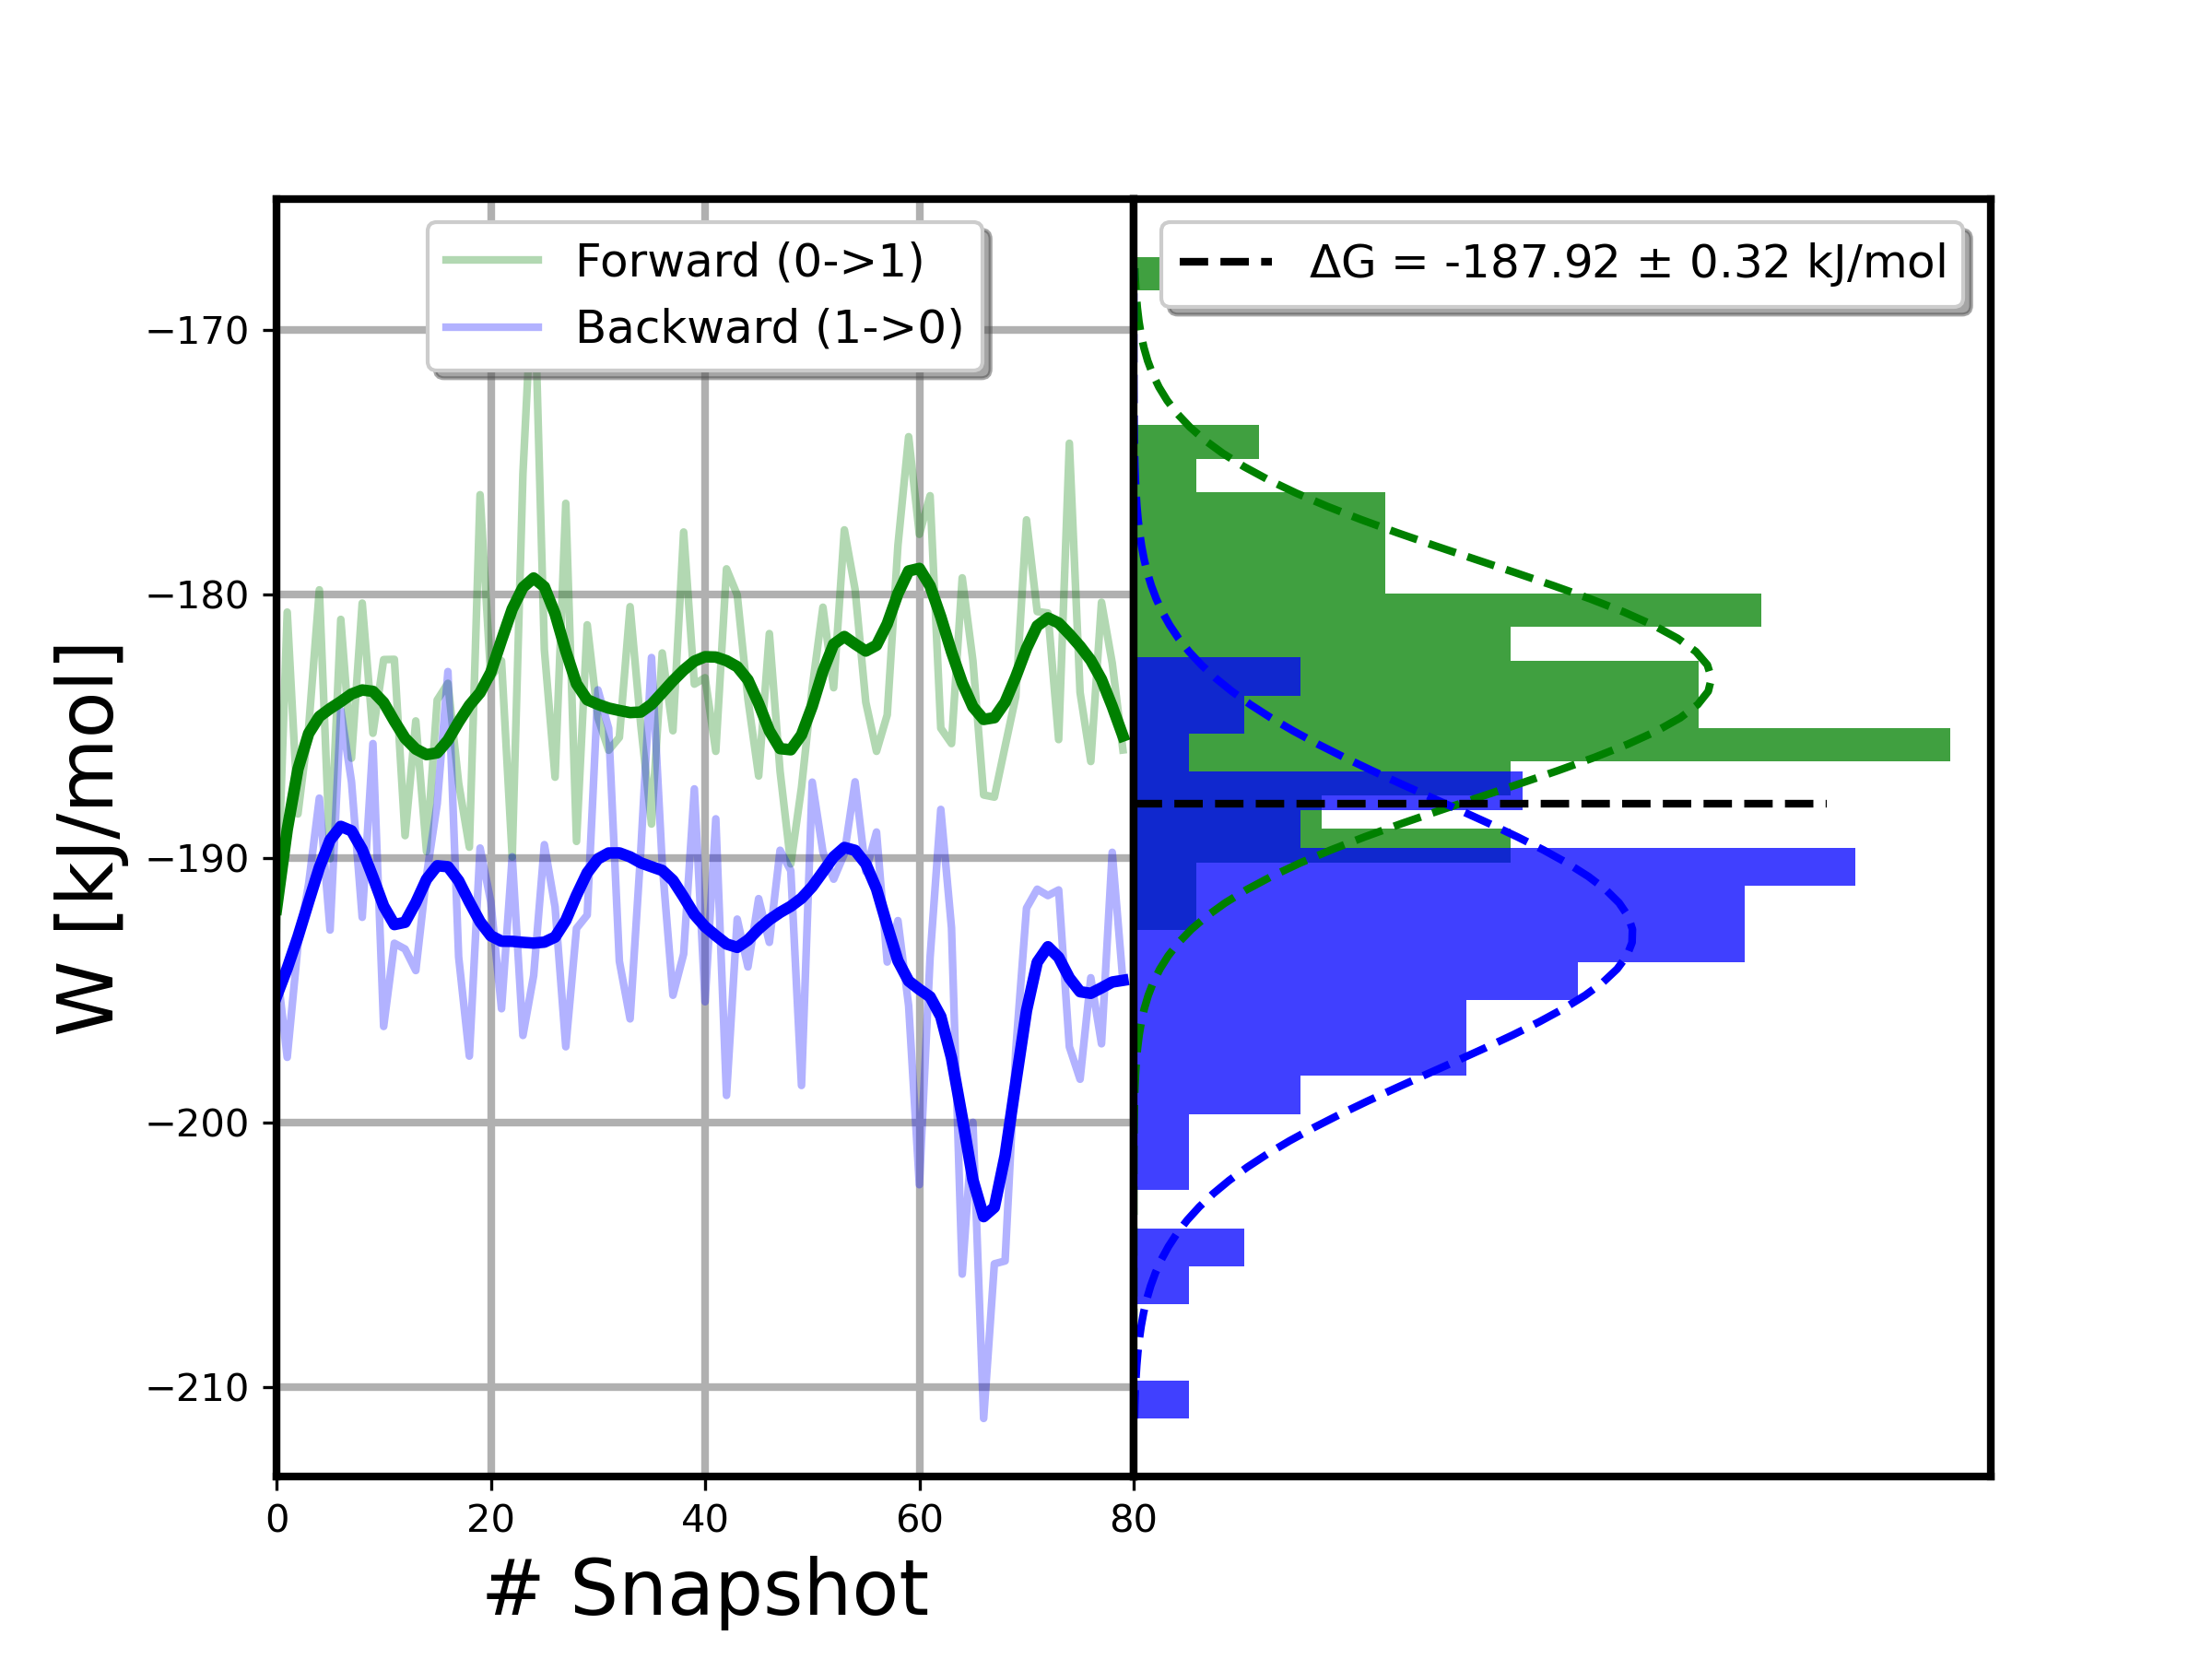 Forward (0->1)
Backward (1->0)
ΔG = -187.92 ± 0.32 kJ/mol
−170
−180
−190
−200
−210
W [kJ/mol]
0 20 40 60 80
# Snapshot